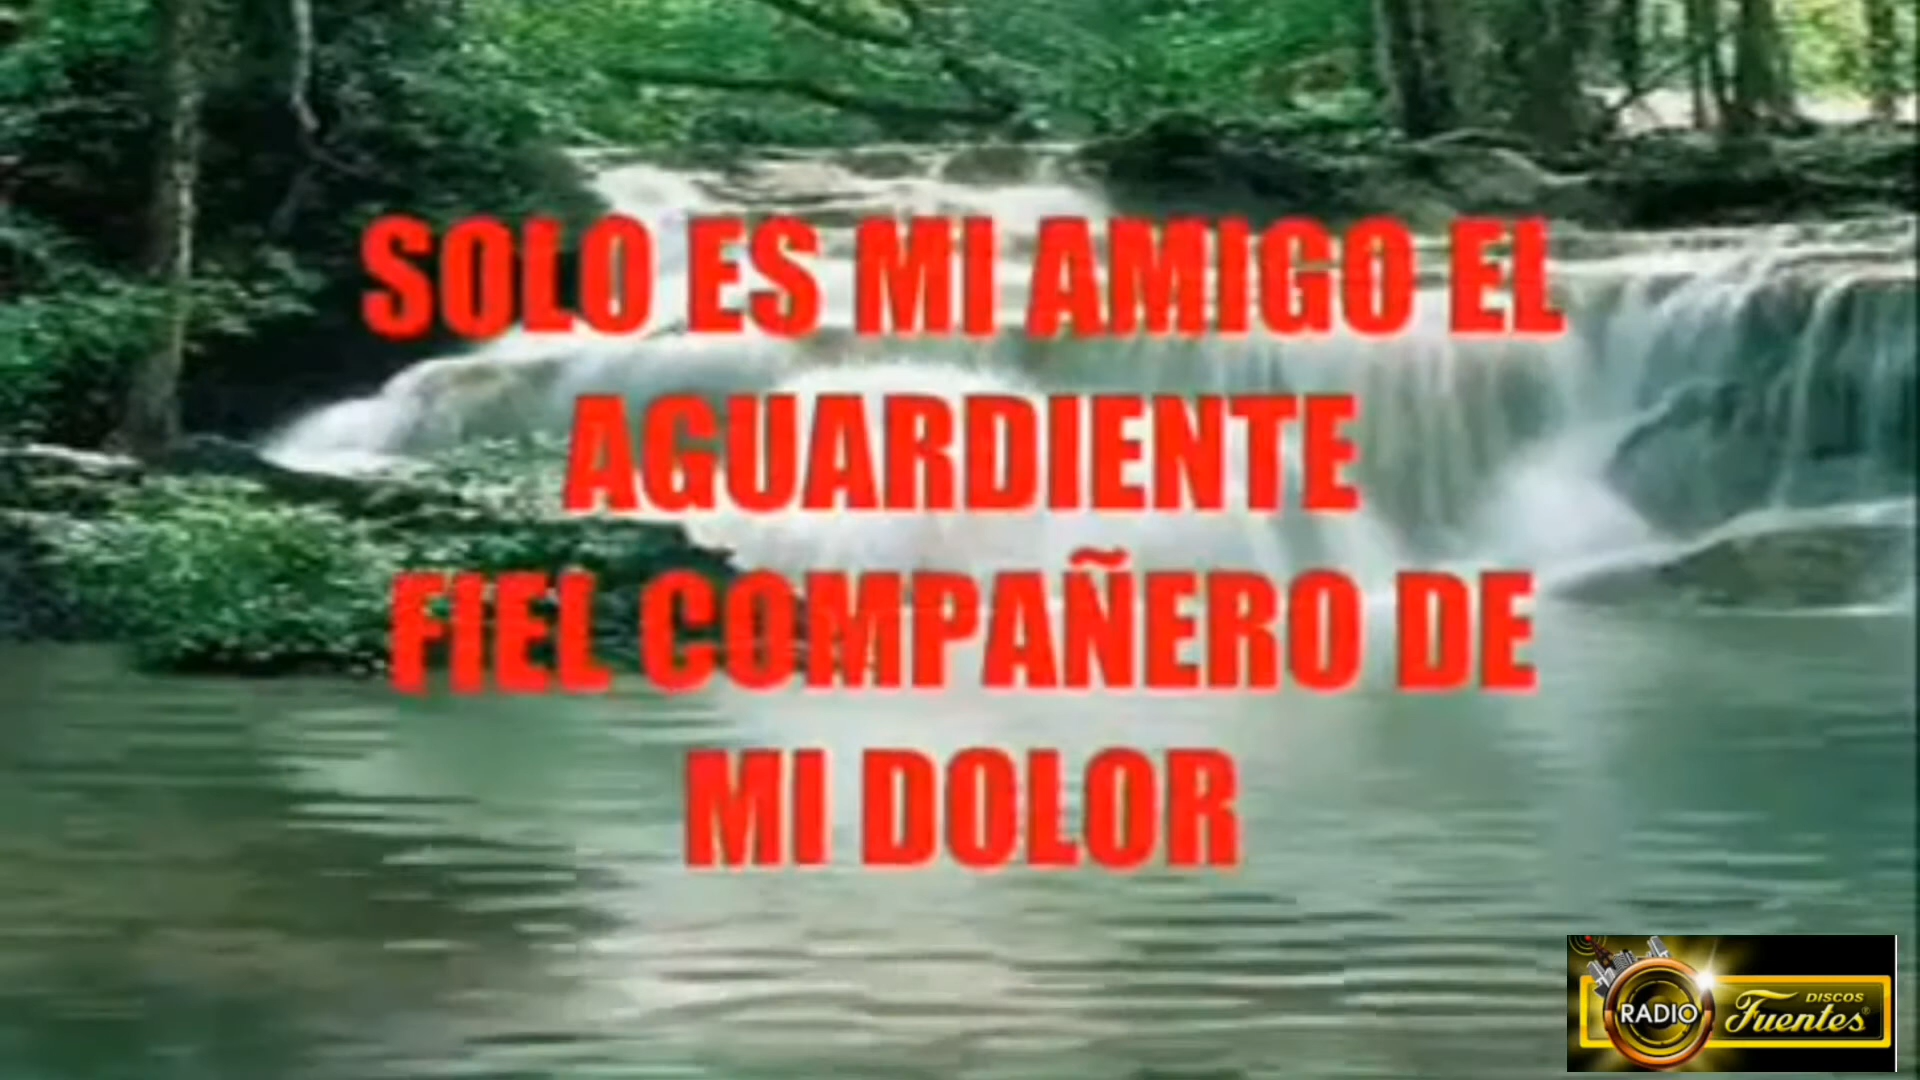 SOLO ES MI AMIGO EL
AGUARDIENTE
FIEL COMPAÑERO DE
MI DOLOR
RADIO
DISCOS
Fuentes®